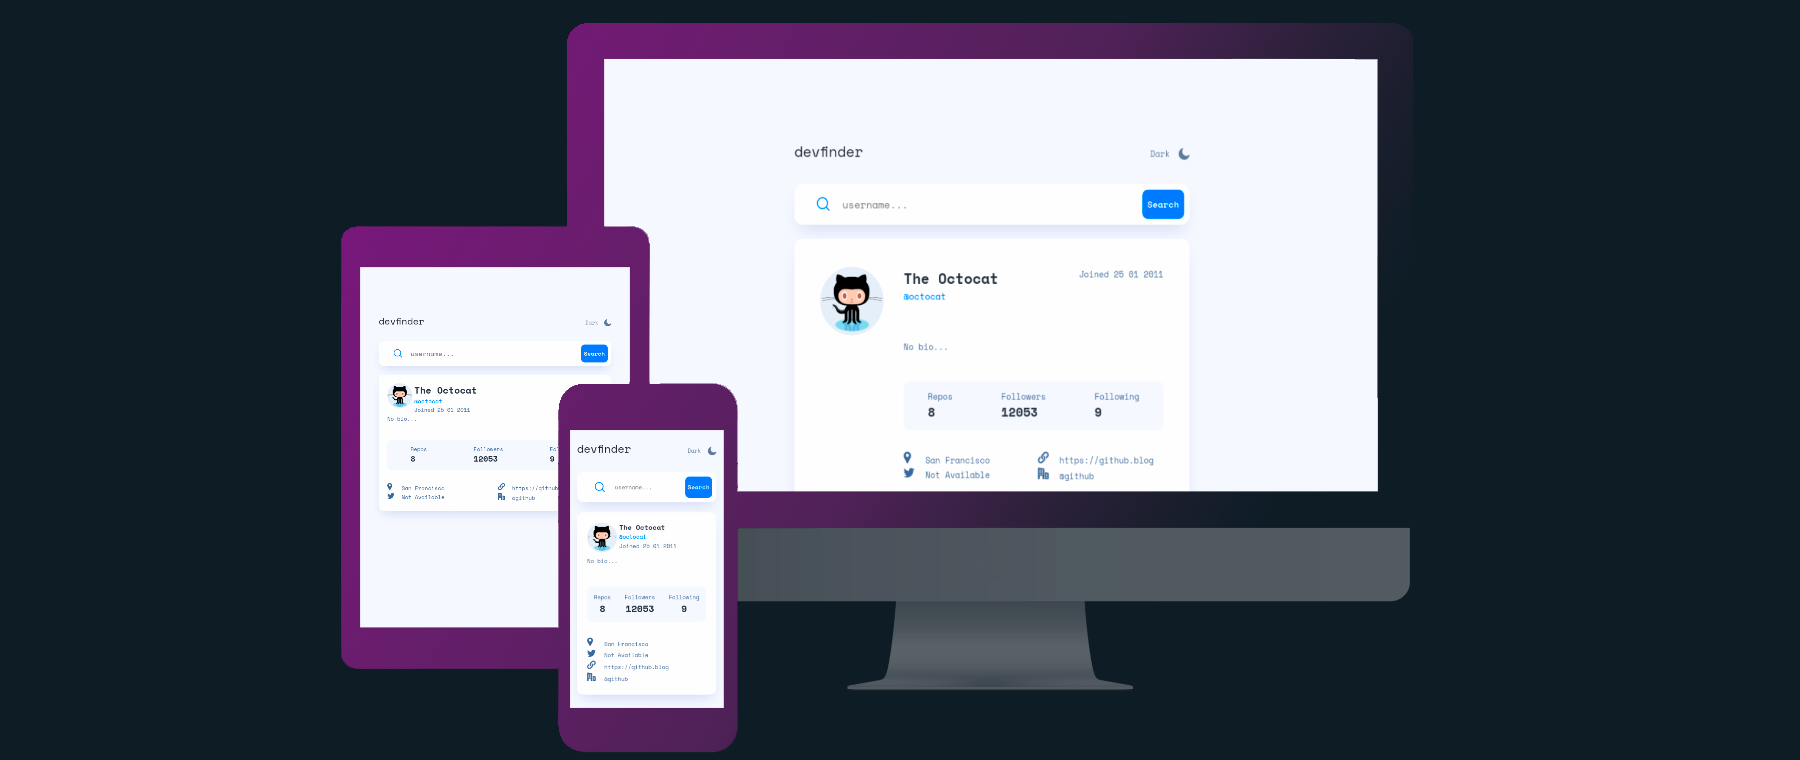 devfinder
Dark
username...
Search
The Octocat
@octocat
Joined 25 01 2011
No bio...
Repos Followers Following
8 12053 9
San Francisco
https://github.blog
Not Available
@github
devfinder
Dark
username...
Search
The Octocat
@octocat
Joined 25 01 2011
No bio...
Repos Followers Fol
8 12053 9
San Francisco
https://github
Not Available
@github
devfinder
Dark
username...
Search
The Octocat
@octocat
Joined 25 01 2011
No bio...
Repos Followers Following
8 12053 9
San Francisco
Not Available
https://github.blog
@github